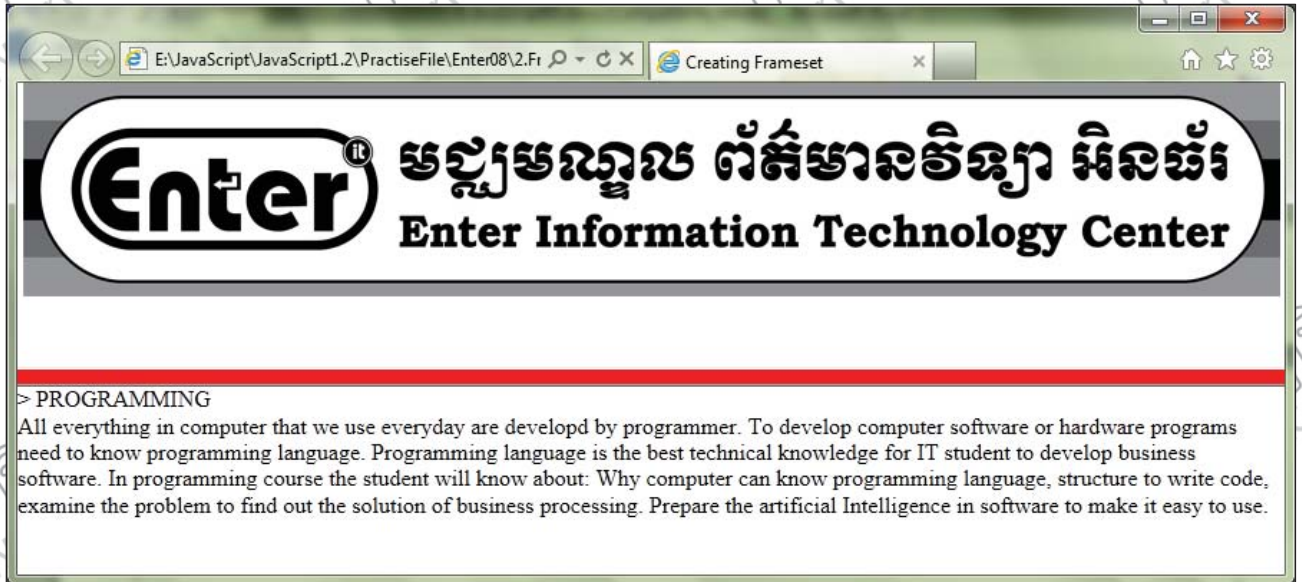 E:\JavaScript\JavaScript1.2\PractiseFile\Enter08\2.Fr
Creating Frameset
Enter it
មជ្ឈមណ្ឌល ព័ត៌មានវិទ្យា អិនធ័រ
Enter Information Technology Center
> PROGRAMMING
All everything in computer that we use everyday are developd by programmer. To develop computer software or hardware programs
need to know programming language. Programming language is the best technical knowledge for IT student to develop business
software. In programming course the student will know about: Why computer can know programming language, structure to write code,
examine the problem to find out the solution of business processing. Prepare the artificial Intelligence in software to make it easy to use.